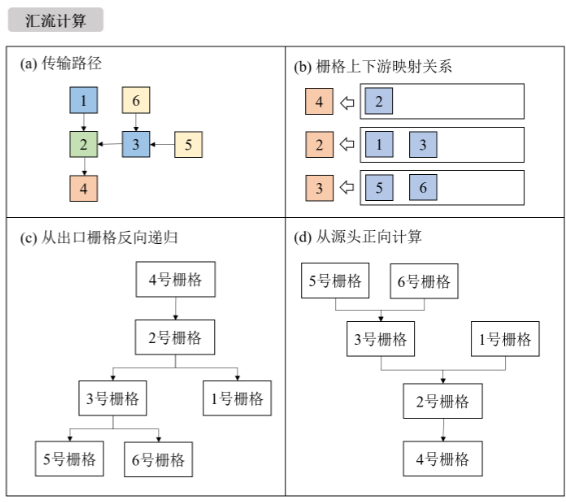 汇流计算
(a) 传输路径
1
6
2
3
5
4
(b) 栅格上下游映射关系
4
2
2
1
3
3
5
6
(c) 从出口栅格反向递归
4号栅格
2号栅格
3号栅格
1号栅格
5号栅格
6号栅格
(d) 从源头正向计算
5号栅格
6号栅格
3号栅格
1号栅格
2号栅格
4号栅格